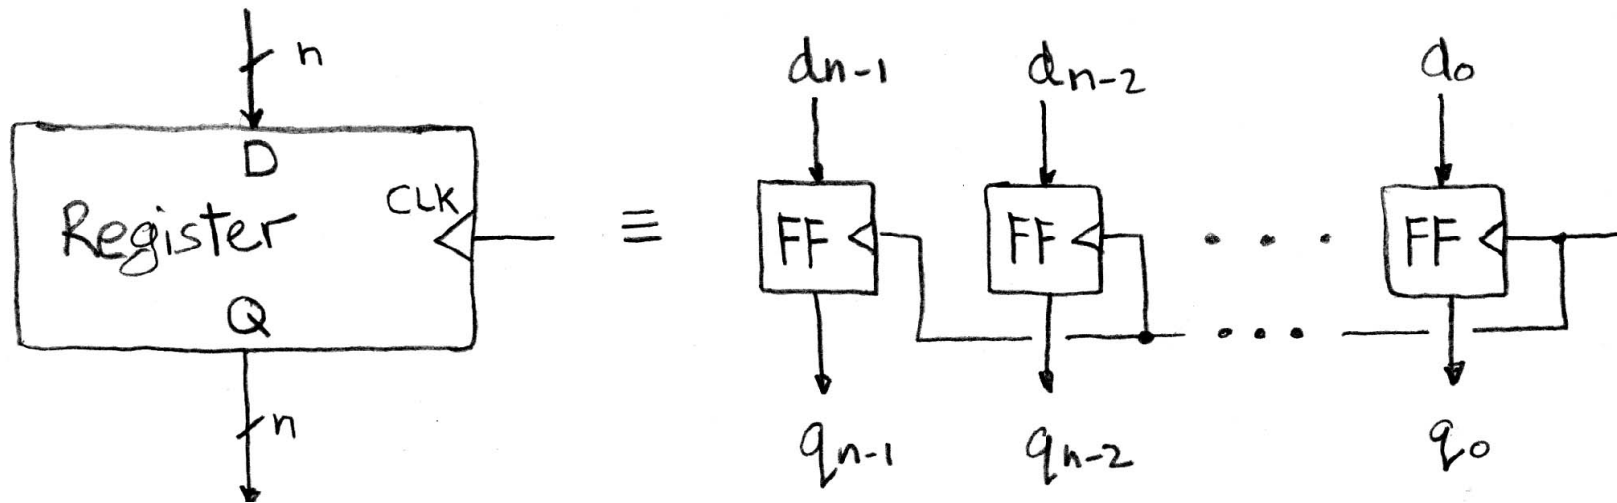 n
D
CLK
Register
Q
n
≡
dn-1 dn-2 d0
FF FF . . . FF
. . .
qn-1 qn-2 q0